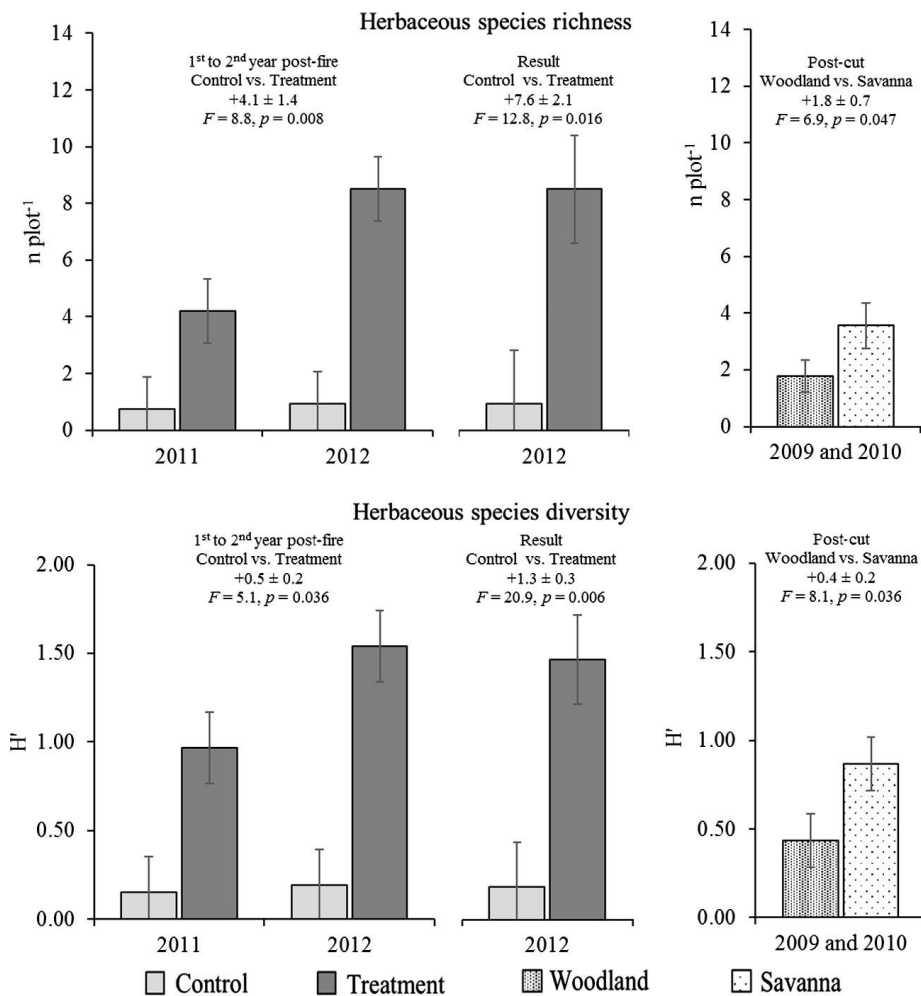 Herbaceous species richness
14
12
10
8
6
4
2
0
n plot-1
1st to 2nd year post-fire
Control vs. Treatment
+4.1 ± 1.4
F = 8.8, p = 0.008
Result
Control vs. Treatment
+7.6 ± 2.1
F = 12.8, p = 0.016
2011
2012
2012
14
12
10
8
6
4
2
0
n plot-1
Post-cut
Woodland vs. Savanna
+1.8 ± 0.7
F = 6.9, p = 0.047
2009 and 2010
Herbaceous species diversity
2.00
1.50
1.00
0.50
0.00
H'
1st to 2nd year post-fire
Control vs. Treatment
+0.5 ± 0.2
F = 5.1, p = 0.036
Result
Control vs. Treatment
+1.3 ± 0.3
F = 20.9, p = 0.006
2011
2012
2012
2.00
1.50
1.00
0.50
0.00
H'
Post-cut
Woodland vs. Savanna
+0.4 ± 0.2
F = 8.1, p = 0.036
2009 and 2010
Control Treatment Woodland Savanna